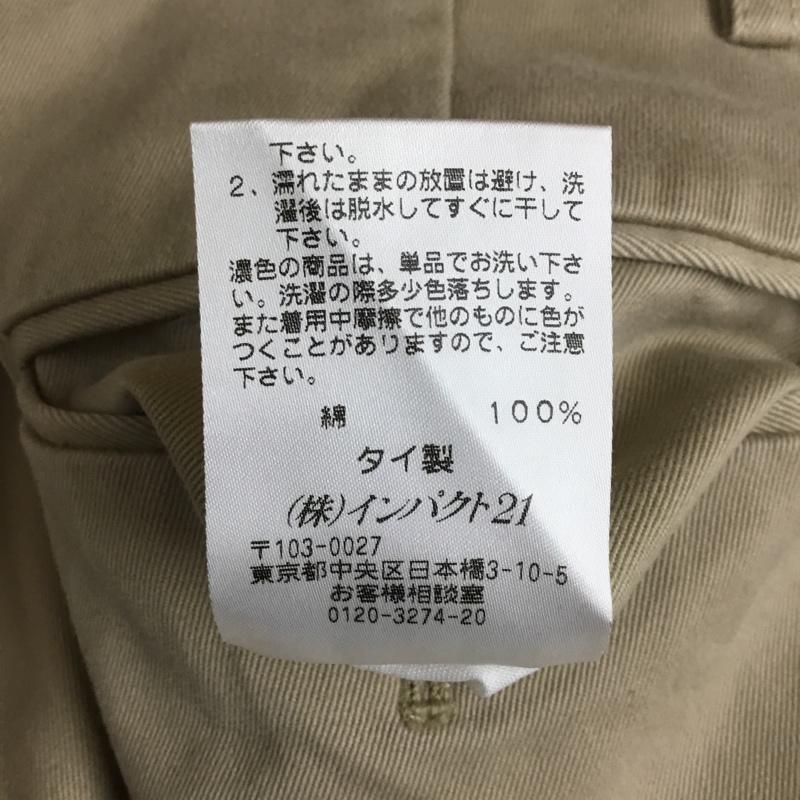 下さい。
2、濡れたままの放置は避け、洗
濯後は脱水してすぐに干して
下さい。
濃色の商品は、単品でお洗い下さ
い。洗濯の際多少色落ちします。
また着用中摩擦で他のものに色が
つくことがありますので、ご注意
下さい。
綿 100%
タイ製
(株)インパクト21
〒103-0027
東京都中央区日本橋3-10-5
お客様相談室
0120-3274-20